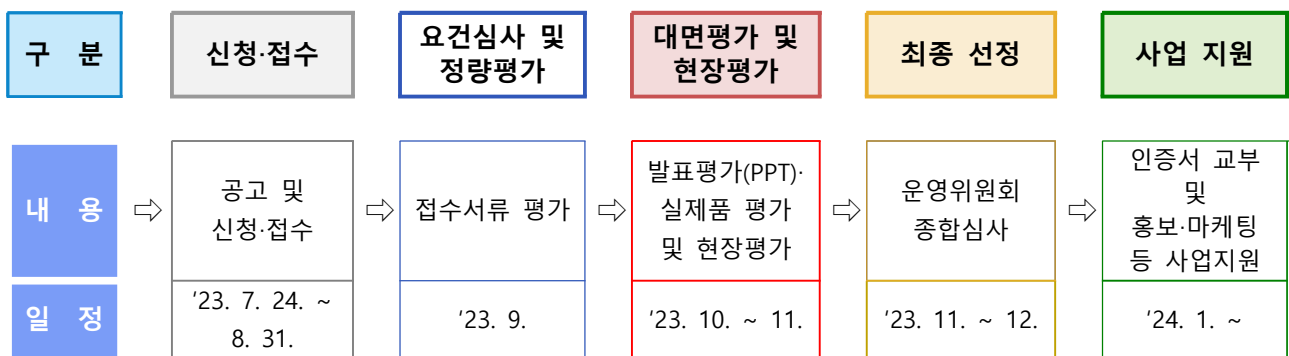 구 분
신청·접수
요건심사 및
정량평가
대면평가 및
현장평가
최종 선정
사업 지원
내 용
⇨
공고 및
신청·접수
⇨
접수서류 평가
⇨
발표평가(PPT)·
실제품 평가
및 현장평가
⇨
운영위원회
종합심사
⇨
인증서 교부
및
홍보·마케팅
등 사업지원
일 정
'23. 7. 24. ~
8. 31.
'23. 9.
'23. 10. ~ 11.
'23. 11. ~ 12.
'24. 1. ~